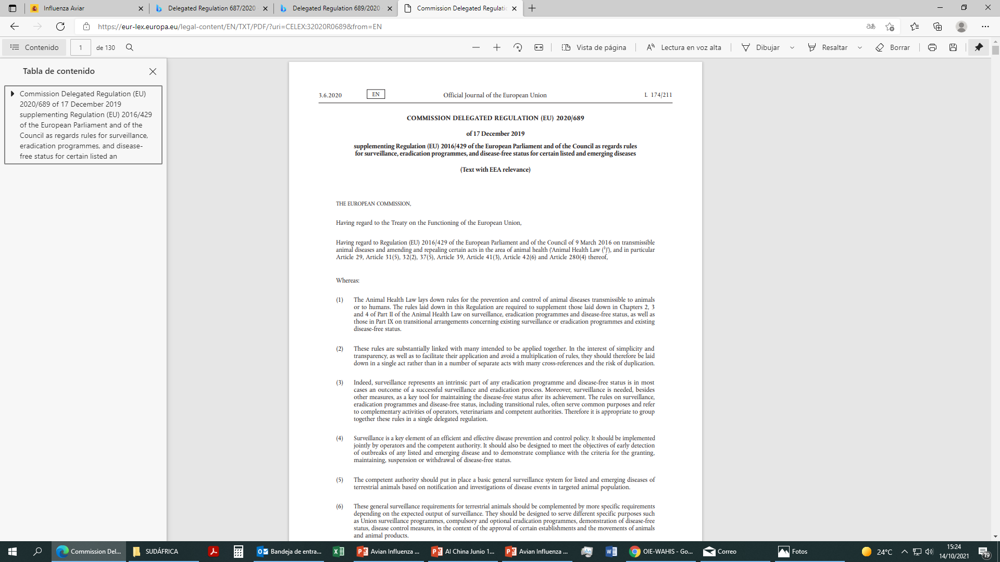 Influenza Aviar
Delegated Regulation 687/2020
Delegated Regulation 689/2020
Commission Delegated Regulatic
https://eur-lex.europa.eu/legal-content/EN/TXT/PDF/?uri=CELEX:32020R0689&from=EN
Contenido 1 de 130 Vista de página Lectura en voz alta Dibujar Resaltar Borrar
Tabla de contenido
Commission Delegated Regulation (EU)
2020/689 of 17 December 2019
supplementing Regulation (EU) 2016/429
of the European Parliament and of the
Council as regards rules for surveillance,
eradication programmes, and disease-
free status for certain listed an
3.6.2020 EN Official Journal of the European Union L 174/211
COMMISSION DELEGATED REGULATION (EU) 2020/689
of 17 December 2019
supplementing Regulation (EU) 2016/429 of the European Parliament and of the Council as regards rules
for surveillance, eradication programmes, and disease-free status for certain listed and emerging diseases
(Text with EEA relevance)
THE EUROPEAN COMMISSION,
Having regard to the Treaty on the Functioning of the European Union,
Having regard to Regulation (EU) 2016/429 of the European Parliament and of the Council of 9 March 2016 on transmissible
animal diseases and amending and repealing certain acts in the area of animal health ('Animal Health Law (¹)'), and in particular
Article 29, Article 31(5), 32(2), 37(5), Article 39, Article 41(3), Article 42(6) and Article 280(4) thereof,
Whereas:
(1) The Animal Health Law lays down rules for the prevention and control of animal diseases transmissible to animals
or to humans. The rules laid down in this Regulation are required to supplement those laid down in Chapters 2, 3
and 4 of Part II of the Animal Health Law on surveillance, eradication programmes and disease-free status, as well as
those in Part IX on transitional arrangements concerning existing surveillance or eradication programmes and existing
disease-free status.
(2) These rules are substantially linked with many intended to be applied together. In the interest of simplicity and
transparency, as well as to facilitate their application and avoid a multiplication of rules, they should therefore be laid
down in a single act rather than in a number of separate acts with many cross-references and the risk of duplication.
(3) Indeed, surveillance represents an intrinsic part of any eradication programme and disease-free status is in most
cases an outcome of a successful surveillance and eradication process. Moreover, surveillance is needed, besides
other measures, as a key tool for maintaining the disease-free status after its achievement. The rules on surveillance,
eradication programmes and disease-free status, including transitional rules, often serve common purposes and refer
to complementary activities of operators, veterinarians and competent authorities. Therefore it is appropriate to group
together these rules in a single delegated regulation.
(4) Surveillance is a key element of an efficient and effective disease prevention and control policy. It should be implemented
jointly by operators and the competent authority. It should also be designed to meet the objectives of early detection
of outbreaks of any listed and emerging disease and to demonstrate compliance with the criteria for the granting,
maintaining, suspension or withdrawal of disease-free status.
(5) The competent authority should put in place a basic general surveillance system for listed and emerging diseases of
terrestrial animals based on notification and investigations of disease events in targeted animal population.
(6) These general surveillance requirements for terrestrial animals should be complemented by more specific requirements
depending on the expected output of surveillance. They should be designed to serve different specific purposes such
as Union surveillance programmes, compulsory and optional eradication programmes, demonstration of disease-free
status, disease control measures, in the context of the approval of certain establishments and the movements of animals
and animal products.
Commission Del... SUDÁFRICA Bandeja de entra... Avian Influenza ... AI China Junio 1... Avian Influenza ... OIE-WAHIS - Go... Correo Fotos 24°C 15:24
14/10/2021 19